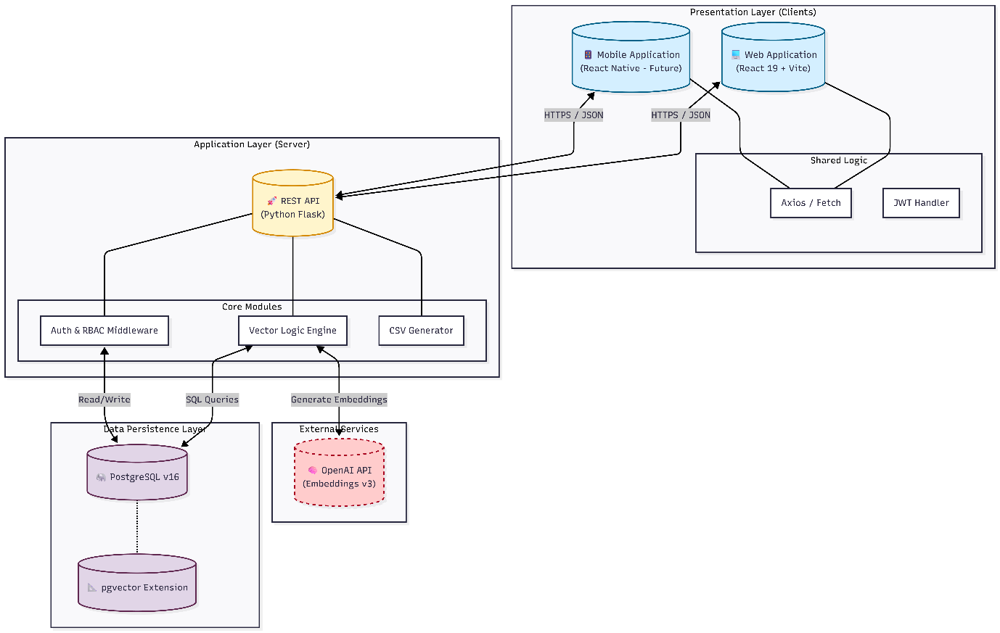 Presentation Layer (Clients)
Mobile Application
(React Native - Future)
Web Application
(React 19 + Vite)
HTTPS / JSON
HTTPS / JSON
Shared Logic
Axios / Fetch
JWT Handler
Application Layer (Server)
REST API
(Python Flask)
Core Modules
Auth & RBAC Middleware
Vector Logic Engine
CSV Generator
Read/Write
SQL Queries
Generate Embeddings
Data Persistence Layer
PostgreSQL v16
pgvector Extension
External Services
OpenAI API
(Embeddings v3)